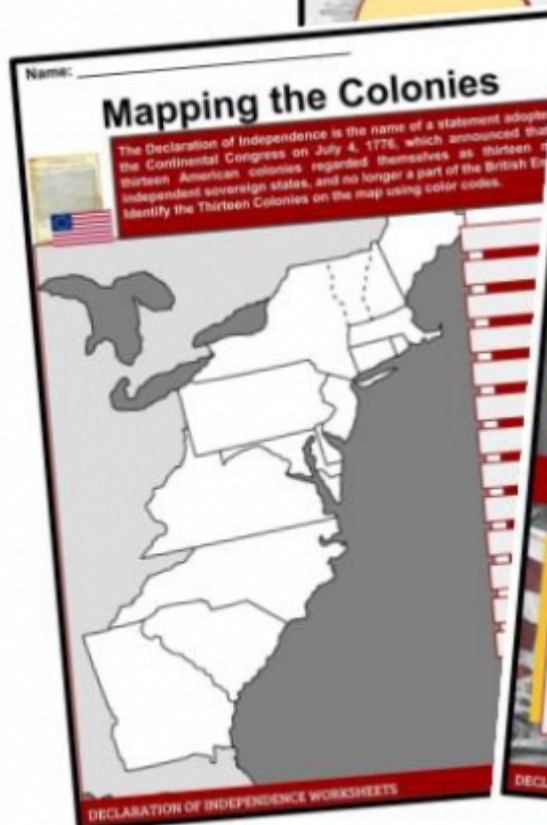 Name:
Mapping the Colonies
The Declaration of Independence is the name of a statement adopte
the Continental Congress on July 4, 1776, which announced that
thirteen American colonies regarded themselves as thirteen
independent sovereign states, and no longer a part of the British
Identify the Thirteen Colonies on the map using color codes.
DECLARATION OF INDEPENDENCE WORKSHEETS
DECL